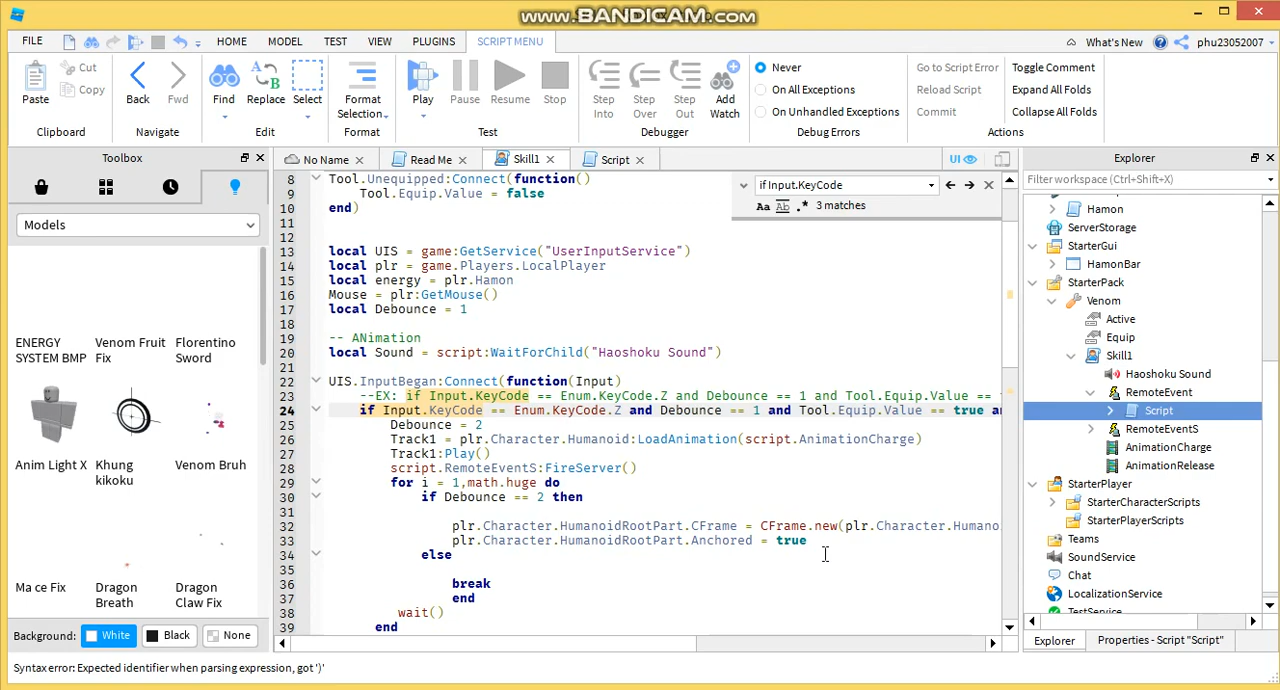 www.BANDICAM.com
FILE HOME MODEL TEST VIEW PLUGINS SCRIPT MENU What's New phu23052007
Paste Cut Copy Back Fwd Find Replace Select Format Selection Play Pause Resume Stop Step Into Step Over Step Out Add Watch Never On All Exceptions On Unhandled Exceptions Go to Script Error Reload Script Commit Toggle Comment Expand All Folds Collapse All Folds
Clipboard Navigate Edit Format Test Debugger Debug Errors Actions
Toolbox
Models
ENERGY SYSTEM BMP
Venom Fruit Fix
Florentino Sword
Anim Light X
Khung kikoku
Venom Bruh
Ma ce Fix
Dragon Breath
Dragon Claw Fix
Background: White Black None
No Name Read Me Skill1 Script UI
if Input.KeyCode
Aa Ab .* 3 matches
8 Tool.Unequipped:Connect(function()
9 Tool.Equip.Value = false
10 end)
11
12
13 local UIS = game:GetService("UserInputService")
14 local plr = game.Players.LocalPlayer
15 local energy = plr.Hamon
16 Mouse = plr:GetMouse()
17 local Debounce = 1
18
19 -- ANimation
20 local Sound = script:WaitForChild("Haoshoku Sound")
21
22 UIS.InputBegan:Connect(function(Input)
23 --EX: if Input.KeyCode == Enum.KeyCode.Z and Debounce == 1 and Tool.Equip.Value ==
24 if Input.KeyCode == Enum.KeyCode.Z and Debounce == 1 and Tool.Equip.Value == true
25 Debounce = 2
26 Track1 = plr.Character.Humanoid:LoadAnimation(script.AnimationCharge)
27 Track1:Play()
28 script.RemoteEventS:FireServer()
29 for i = 1,math.huge do
30 if Debounce == 2 then
31
32 plr.Character.HumanoidRootPart.CFrame = CFrame.new(plr.Character.Humano
33 plr.Character.HumanoidRootPart.Anchored = true
34 else
35
36 break
37 end
38 wait()
39 end
Syntax error: Expected identifier when parsing expression, got ')'
Explorer
Filter workspace (Ctrl+Shift+X)
Hamon
ServerStorage
StarterGui
HamonBar
StarterPack
Venom
Active
Equip
Skill1
Haoshoku Sound
RemoteEvent
Script
RemoteEventS
AnimationCharge
AnimationRelease
StarterPlayer
StarterCharacterScripts
StarterPlayerScripts
Teams
SoundService
Chat
LocalizationService
TestService
Explorer Properties - Script "Script"